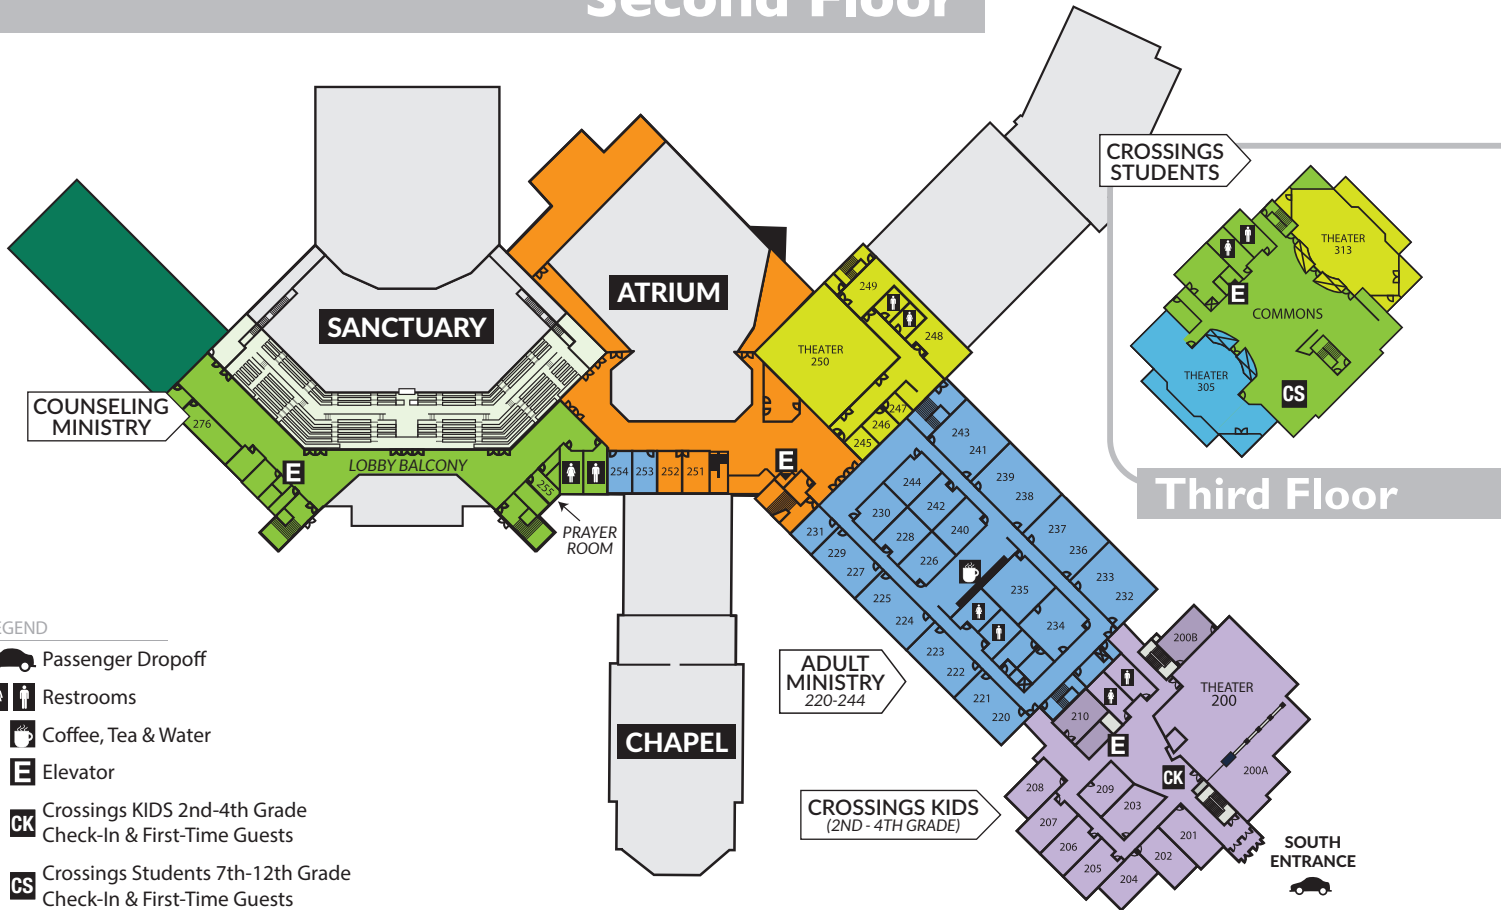 Second Floor
CROSSINGS
STUDENTS
THEATER
313
COMMONS
E
THEATER
305
CS
Third Floor
SANCTUARY
ATRIUM
249
248
THEATER
250
247
246
245
COUNSELING
MINISTRY
276
E
LOBBY BALCONY
255
PRAYER
ROOM
254
253
252
251
E
243
241
239
238
237
236
233
232
244
242
240
230
228
226
235
234
231
229
227
225
224
223
222
221
220
ADULT
MINISTRY
220-244
CHAPEL
200B
THEATER
200
200A
210
E
CK
208
209
203
207
206
205
204
202
201
CROSSINGS KIDS
(2ND - 4TH GRADE)
SOUTH
ENTRANCE
EGEND
Passenger Dropoff
Restrooms
Coffee, Tea & Water
E Elevator
CK Crossings KIDS 2nd-4th Grade
Check-In & First-Time Guests
CS Crossings Students 7th-12th Grade
Check-In & First-Time Guests